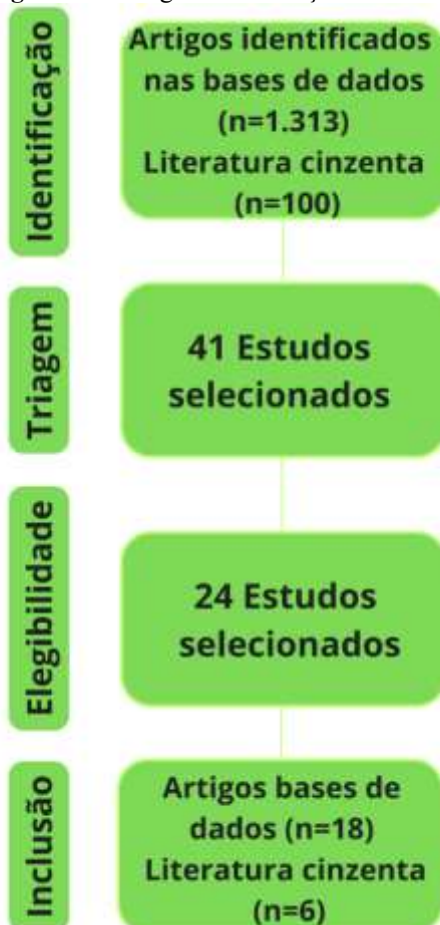 Identificação
Artigos identificados
nas bases de dados
(n=1.313)
Literatura cinzenta
(n=100)
Triagem
41 Estudos
selecionados
Elegibilidade
24 Estudos
selecionados
Inclusão
Artigos bases de
dados (n=18)
Literatura cinzenta
(n=6)